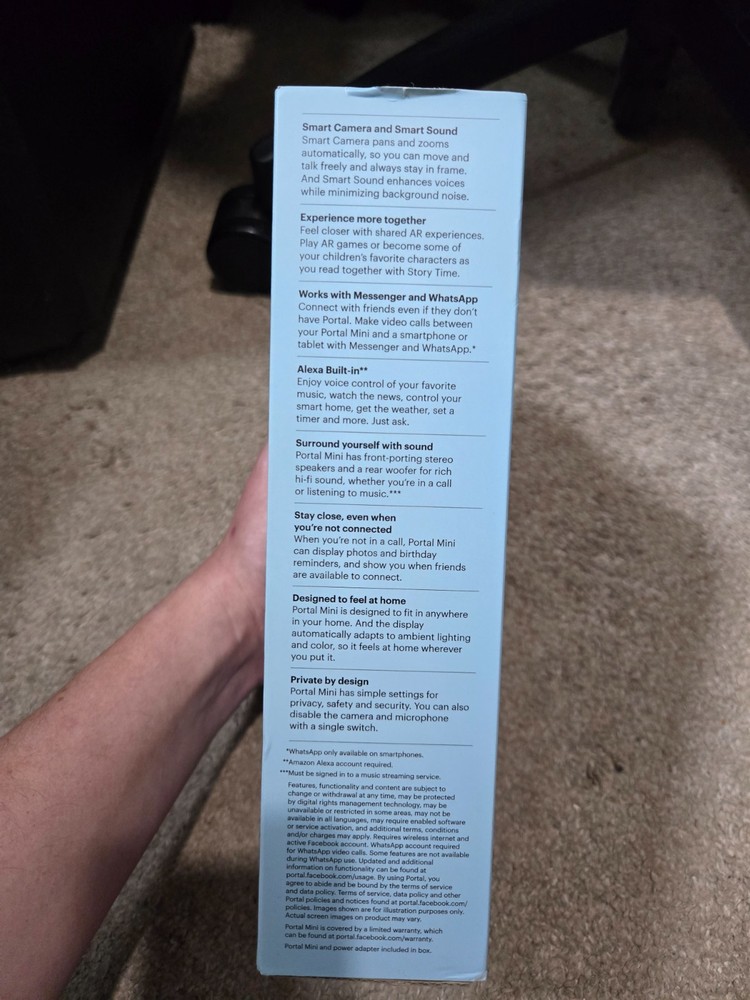 Smart Camera and Smart Sound
Smart Camera pans and zooms
automatically, so you can move and
talk freely and always stay in frame.
And Smart Sound enhances voices
while minimizing background noise.
Experience more together
Feel closer with shared AR experiences.
Play AR games or become some of
your children's favorite characters as
you read together with Story Time.
Works with Messenger and WhatsApp
Connect with friends even if they don't
have Portal. Make video calls between
your Portal Mini and a smartphone or
tablet with Messenger and WhatsApp.*
Alexa Built-in**
Enjoy voice control of your favorite
music, watch the news, control your
smart home, get the weather, set a
timer and more. Just ask.
Surround yourself with sound
Portal Mini has front-porting stereo
speakers and a rear woofer for rich
hi-fi sound, whether you're in a call
or listening to music.***
Stay close, even when
you're not connected
When you're not in a call, Portal Mini
can display photos and birthday
reminders, and show you when friends
are available to connect.
Designed to feel at home
Portal Mini is designed to fit in anywhere
in your home. And the display
automatically adapts to ambient lighting
and color, so it feels at home wherever
you put it.
Private by design
Portal Mini has simple settings for
privacy, safety and security. You can also
disable the camera and microphone
with a single switch.
*WhatsApp only available on smartphones.
**Amazon Alexa account required.
***Must be signed in to a music streaming service.
Features, functionality and content are subject to
change or withdrawal at any time, may be protected
by digital rights management technology, may be
unavailable or restricted in some areas, may not be
available in all languages, may require enabled software
or service activation, and additional terms, conditions
and/or charges may apply. Requires wireless internet and
active Facebook account. WhatsApp account required
for WhatsApp video calls. Some features are not available
during WhatsApp use. Updated and additional
information on functionality can be found at
portal.facebook.com/usage. By using Portal, you
agree to abide and be bound by the terms of service
and data policy. Terms of service, data policy and other
Portal policies and notices found at portal.facebook.com/
policies. Images shown are for illustration purposes only.
Actual screen images on product may vary.
Portal Mini is covered by a limited warranty, which
can be found at portal.facebook.com/warranty.
Portal Mini and power adapter included in box.